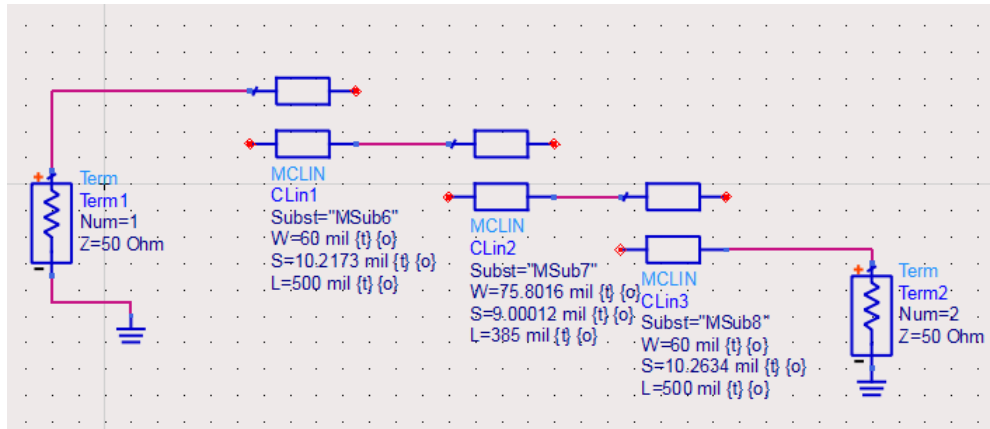 Term
Term1
Num=1
Z=50 Ohm
MCLIN
CLin1
Subst="MSub6"
W=60 mil {t} {o}
S=10.2173 mil {t} {o}
L=500 mil {t} {o}
MCLIN
CLin2
Subst="MSub7"
W=75.8016 mil {t} {o}
S=9.00012 mil {t} {o}
L=385 mil {t} {o}
MCLIN
CLin3
Subst="MSub8"
W=60 mil {t} {o}
S=10.2634 mil {t} {o}
L=500 mil {t} {o}
Term
Term2
Num=2
Z=50 Ohm